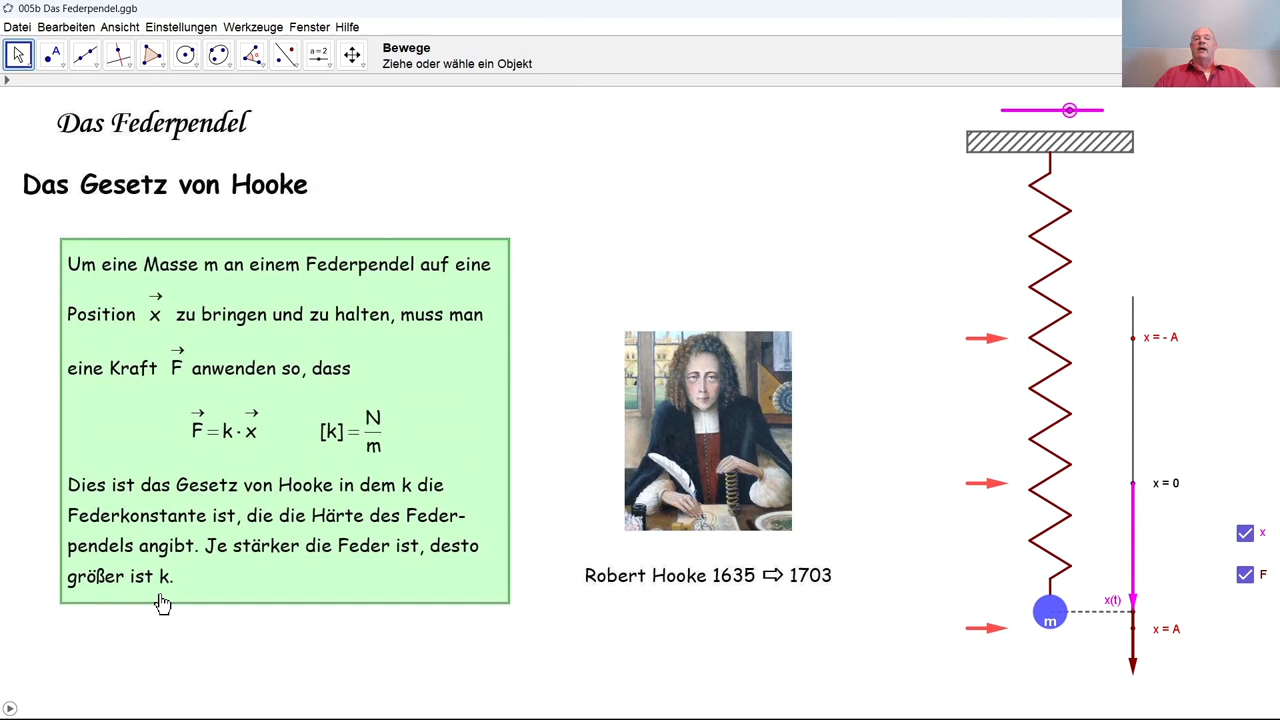 005b Das Federpendel.ggb
Datei Bearbeiten Ansicht Einstellungen Werkzeuge Fenster Hilfe
A
a=2
Bewege
Ziehe oder wähle ein Objekt
Das Federpendel
Das Gesetz von Hooke
Um eine Masse m an einem Federpendel auf eine
Position x⃗ zu bringen und zu halten, muss man
eine Kraft F⃗ anwenden so, dass
F⃗ = k · x⃗ [k] = N/m
Dies ist das Gesetz von Hooke in dem k die
Federkonstante ist, die die Härte des Feder-
pendels angibt. Je stärker die Feder ist, desto
größer ist k.
Robert Hooke 1635 ⇨ 1703
x = - A
x = 0
x(t)
m
x = A
x
F